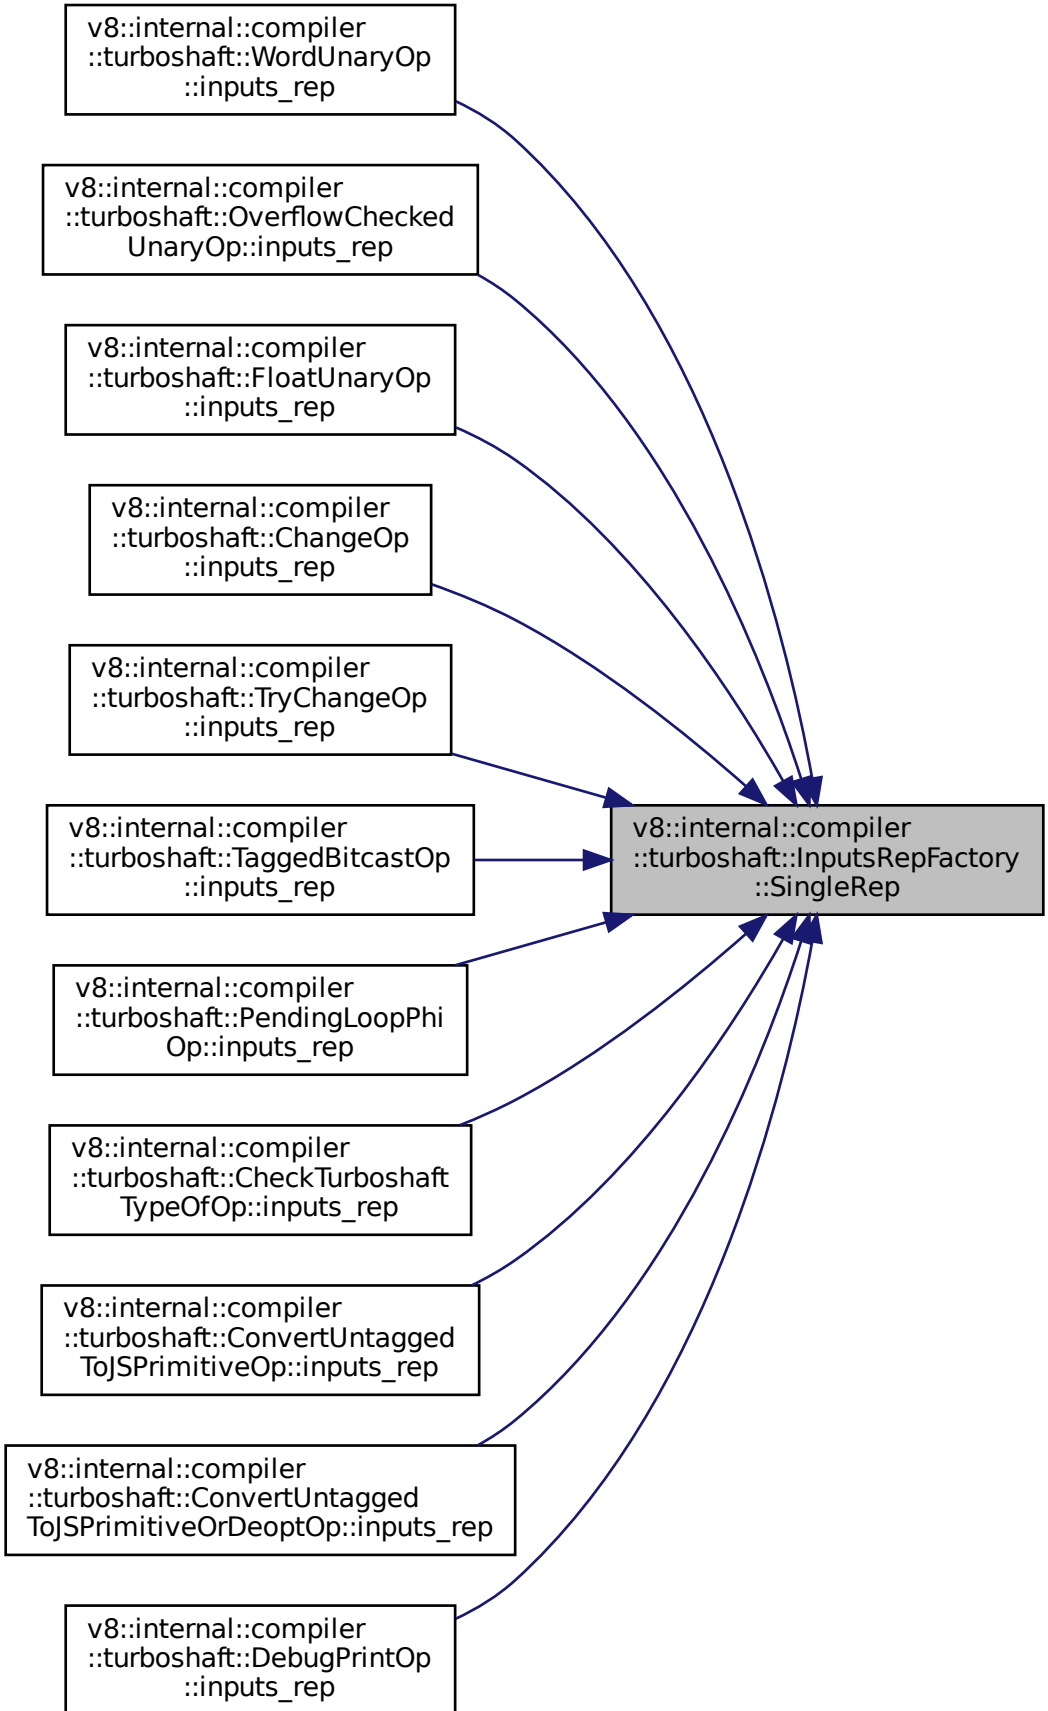 v8::internal::compiler
::turboshaft::WordUnaryOp
::inputs_rep
v8::internal::compiler
::turboshaft::OverflowChecked
UnaryOp::inputs_rep
v8::internal::compiler
::turboshaft::FloatUnaryOp
::inputs_rep
v8::internal::compiler
::turboshaft::ChangeOp
::inputs_rep
v8::internal::compiler
::turboshaft::TryChangeOp
::inputs_rep
v8::internal::compiler
::turboshaft::TaggedBitcastOp
::inputs_rep
v8::internal::compiler
::turboshaft::InputsRepFactory
::SingleRep
v8::internal::compiler
::turboshaft::PendingLoopPhi
Op::inputs_rep
v8::internal::compiler
::turboshaft::CheckTurboshaft
TypeOfOp::inputs_rep
v8::internal::compiler
::turboshaft::ConvertUntagged
ToJSPrimitiveOp::inputs_rep
v8::internal::compiler
::turboshaft::ConvertUntagged
ToJSPrimitiveOrDeoptOp::inputs_rep
v8::internal::compiler
::turboshaft::DebugPrintOp
::inputs_rep